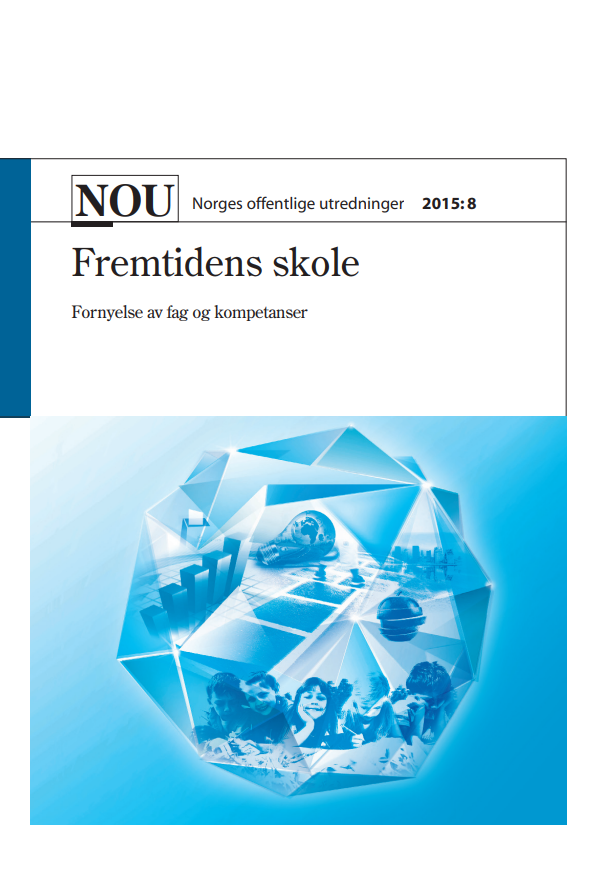 NOU Norges offentlige utredninger 2015: 8
Fremtidens skole
Fornyelse av fag og kompetanser